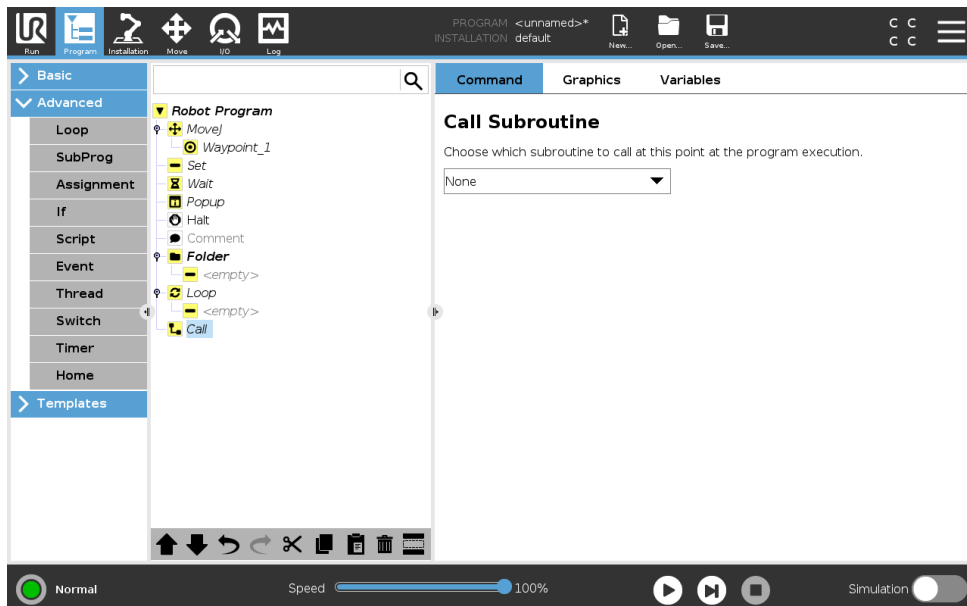 PROGRAM <unnamed>*
INSTALLATION default
UR
Run
Program
Installation
Move
I/O
Log
New...
Open...
Save...
C C
C C
Basic
Advanced
Loop
SubProg
Assignment
If
Script
Event
Thread
Switch
Timer
Home
Templates
Robot Program
MoveJ
Waypoint_1
Set
Wait
Popup
Halt
Comment
Folder
<empty>
Loop
<empty>
Call
Command
Graphics
Variables
Call Subroutine
Choose which subroutine to call at this point at the program execution.
None
Normal
Speed
100%
Simulation